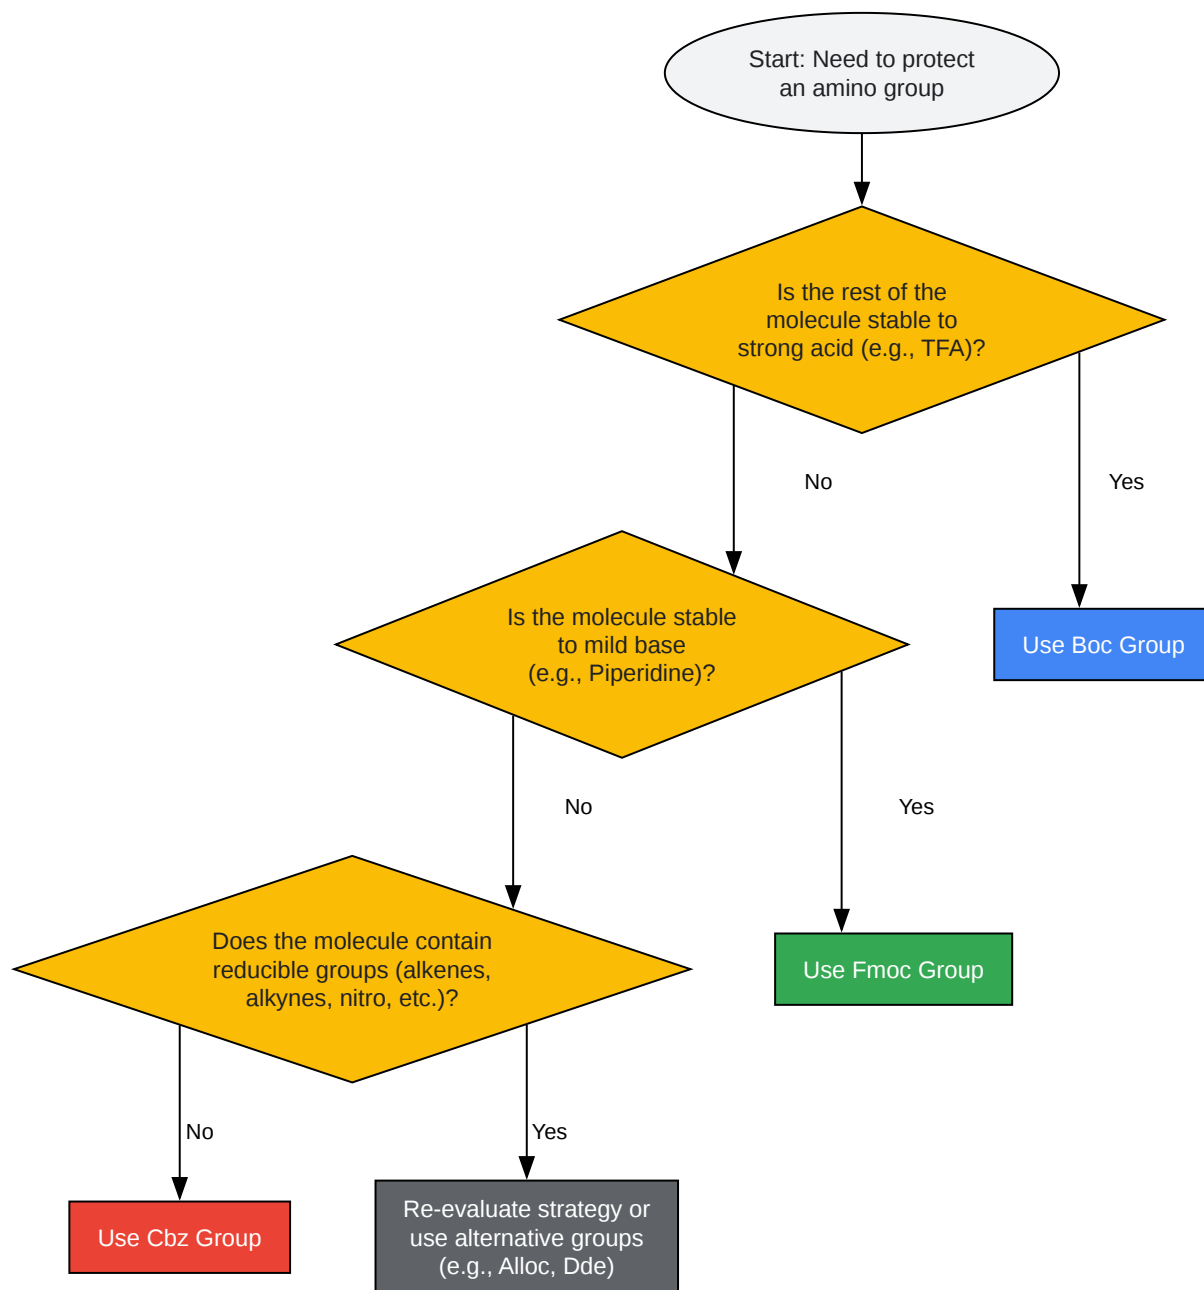 Start: Need to protect
an amino group
Is the rest of the
molecule stable to
strong acid (e.g., TFA)?
No
Yes
Is the molecule stable
to mild base
(e.g., Piperidine)?
Use Boc Group
No
Yes
Does the molecule contain
reducible groups (alkenes,
alkynes, nitro, etc.)?
Use Fmoc Group
No
Yes
Use Cbz Group
Re-evaluate strategy or
use alternative groups
(e.g., Alloc, Dde)